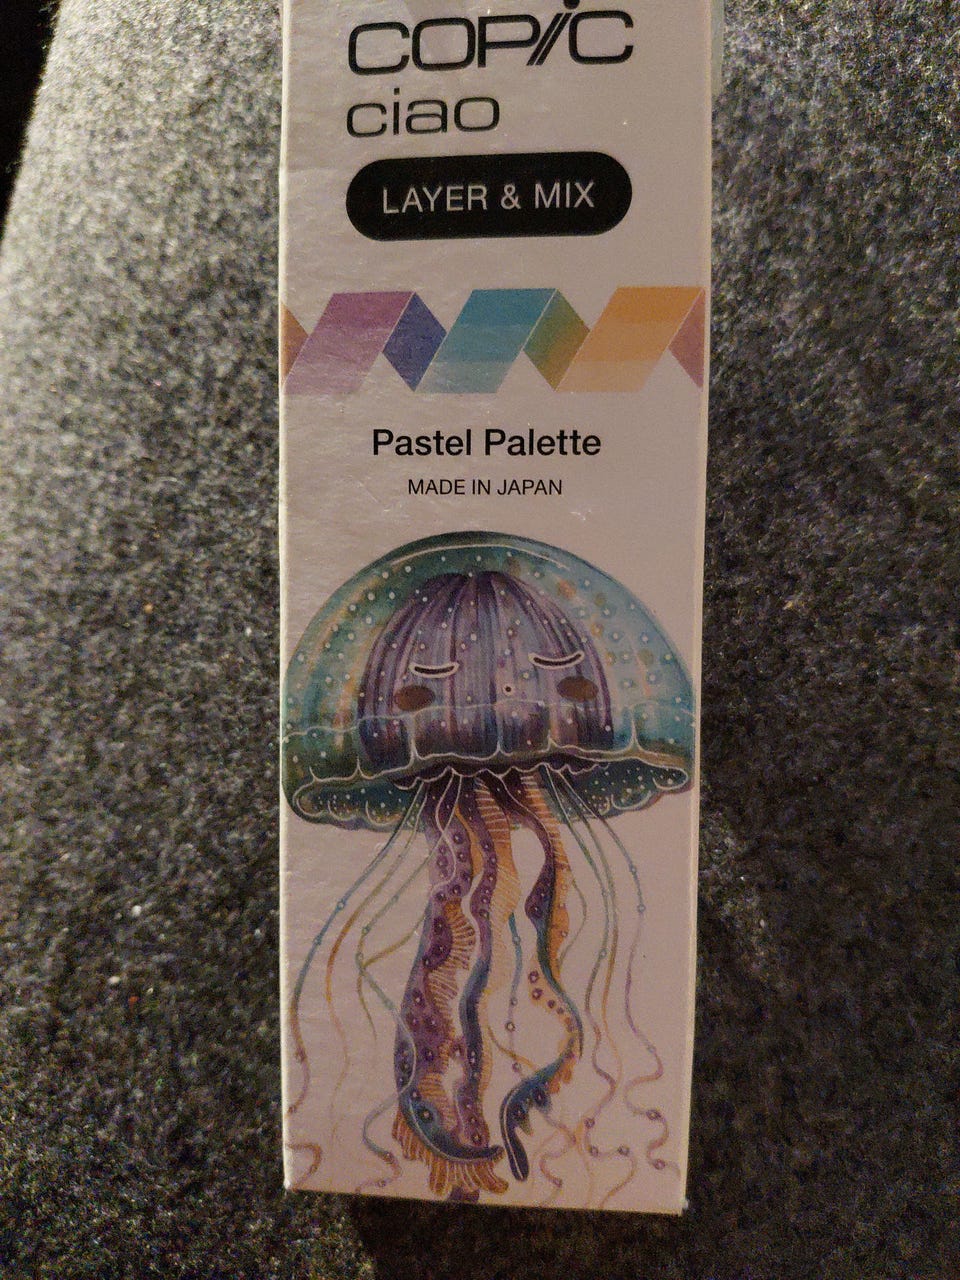 COPiC
ciao
LAYER & MIX
Pastel Palette
MADE IN JAPAN